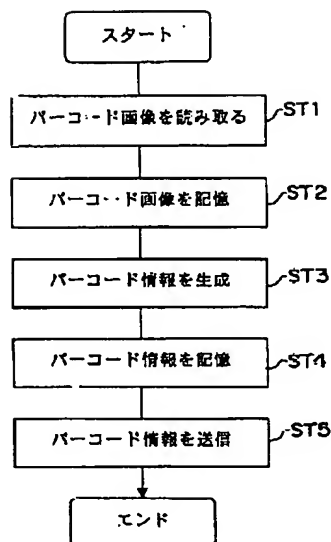 スタート
バーコード画像を読み取る
ST1
バーコード画像を記憶
ST2
バーコード情報を生成
ST3
バーコード情報を記憶
ST4
バーコード情報を送信
ST5
エンド